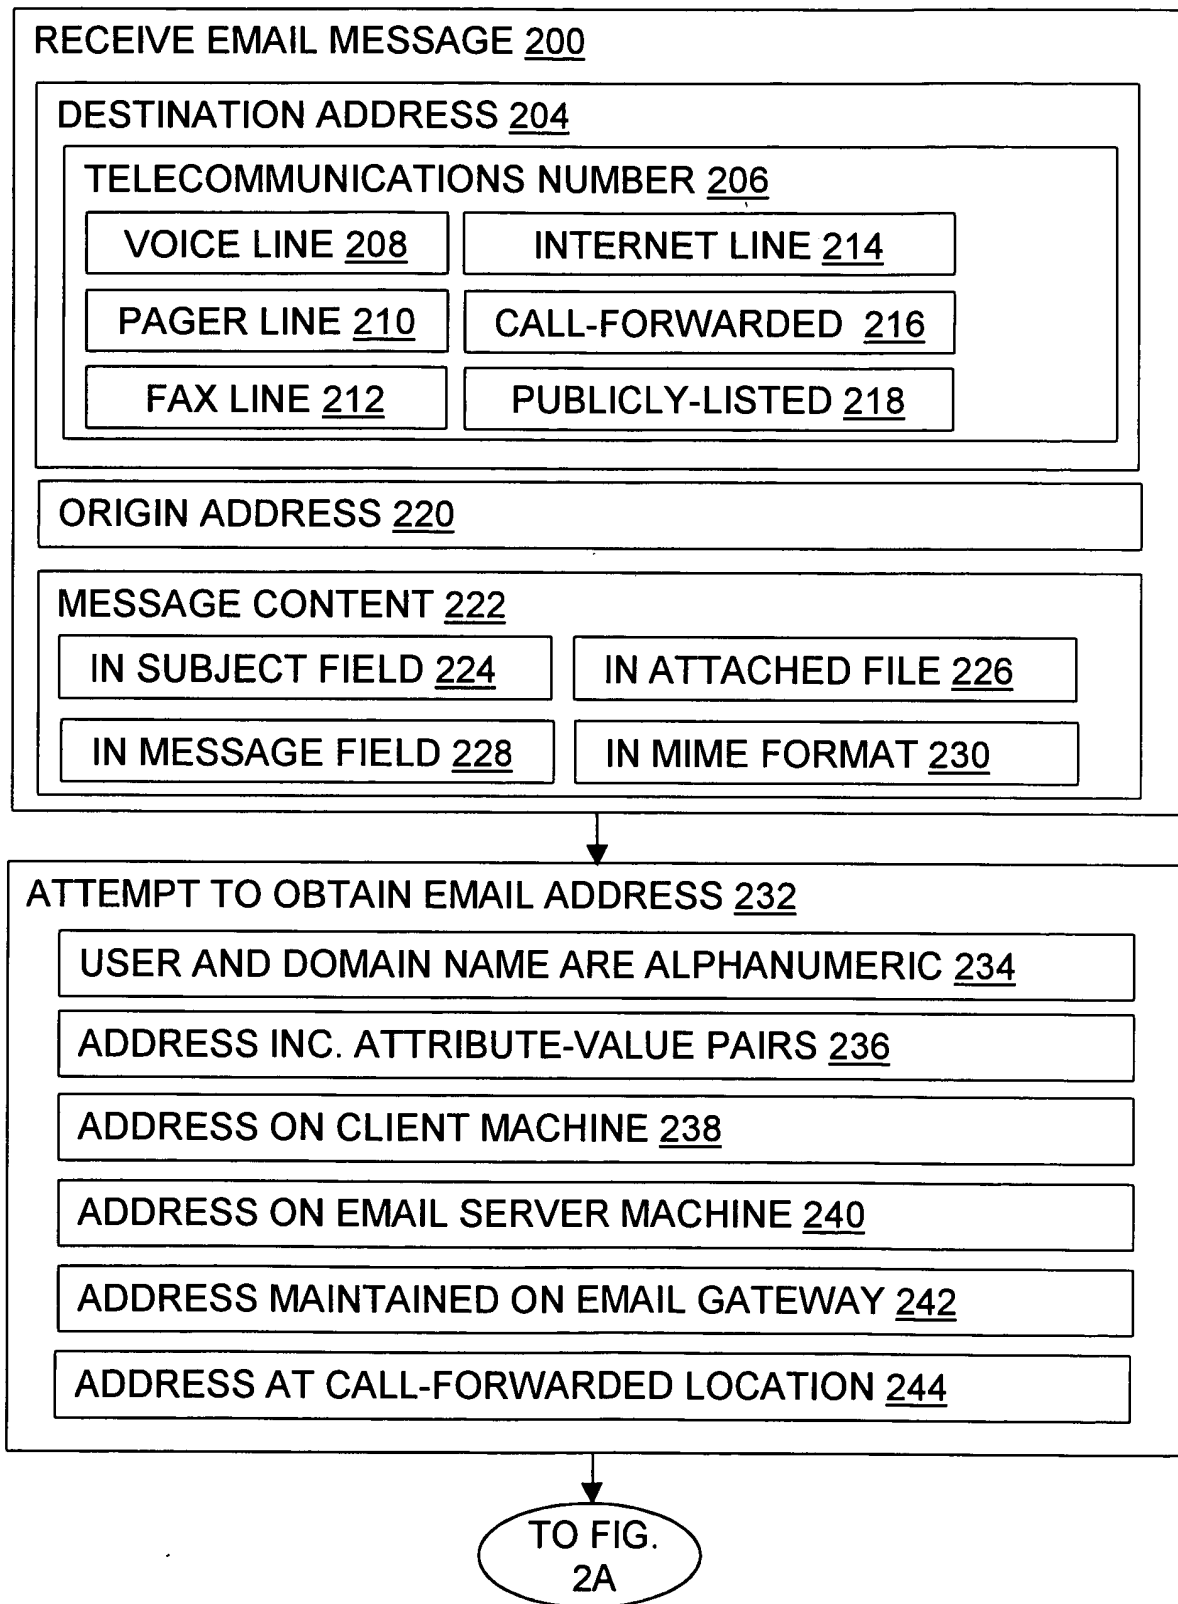 RECEIVE EMAIL MESSAGE 200
DESTINATION ADDRESS 204
TELECOMMUNICATIONS NUMBER 206
VOICE LINE 208
INTERNET LINE 214
PAGER LINE 210
CALL-FORWARDED 216
FAX LINE 212
PUBLICLY-LISTED 218
ORIGIN ADDRESS 220
MESSAGE CONTENT 222
IN SUBJECT FIELD 224
IN ATTACHED FILE 226
IN MESSAGE FIELD 228
IN MIME FORMAT 230
ATTEMPT TO OBTAIN EMAIL ADDRESS 232
USER AND DOMAIN NAME ARE ALPHANUMERIC 234
ADDRESS INC. ATTRIBUTE-VALUE PAIRS 236
ADDRESS ON CLIENT MACHINE 238
ADDRESS ON EMAIL SERVER MACHINE 240
ADDRESS MAINTAINED ON EMAIL GATEWAY 242
ADDRESS AT CALL-FORWARDED LOCATION 244
TO FIG.
2A